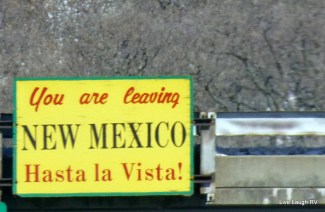 You are leaving
NEW MEXICO
Hasta la Vista!
Live Laugh RV